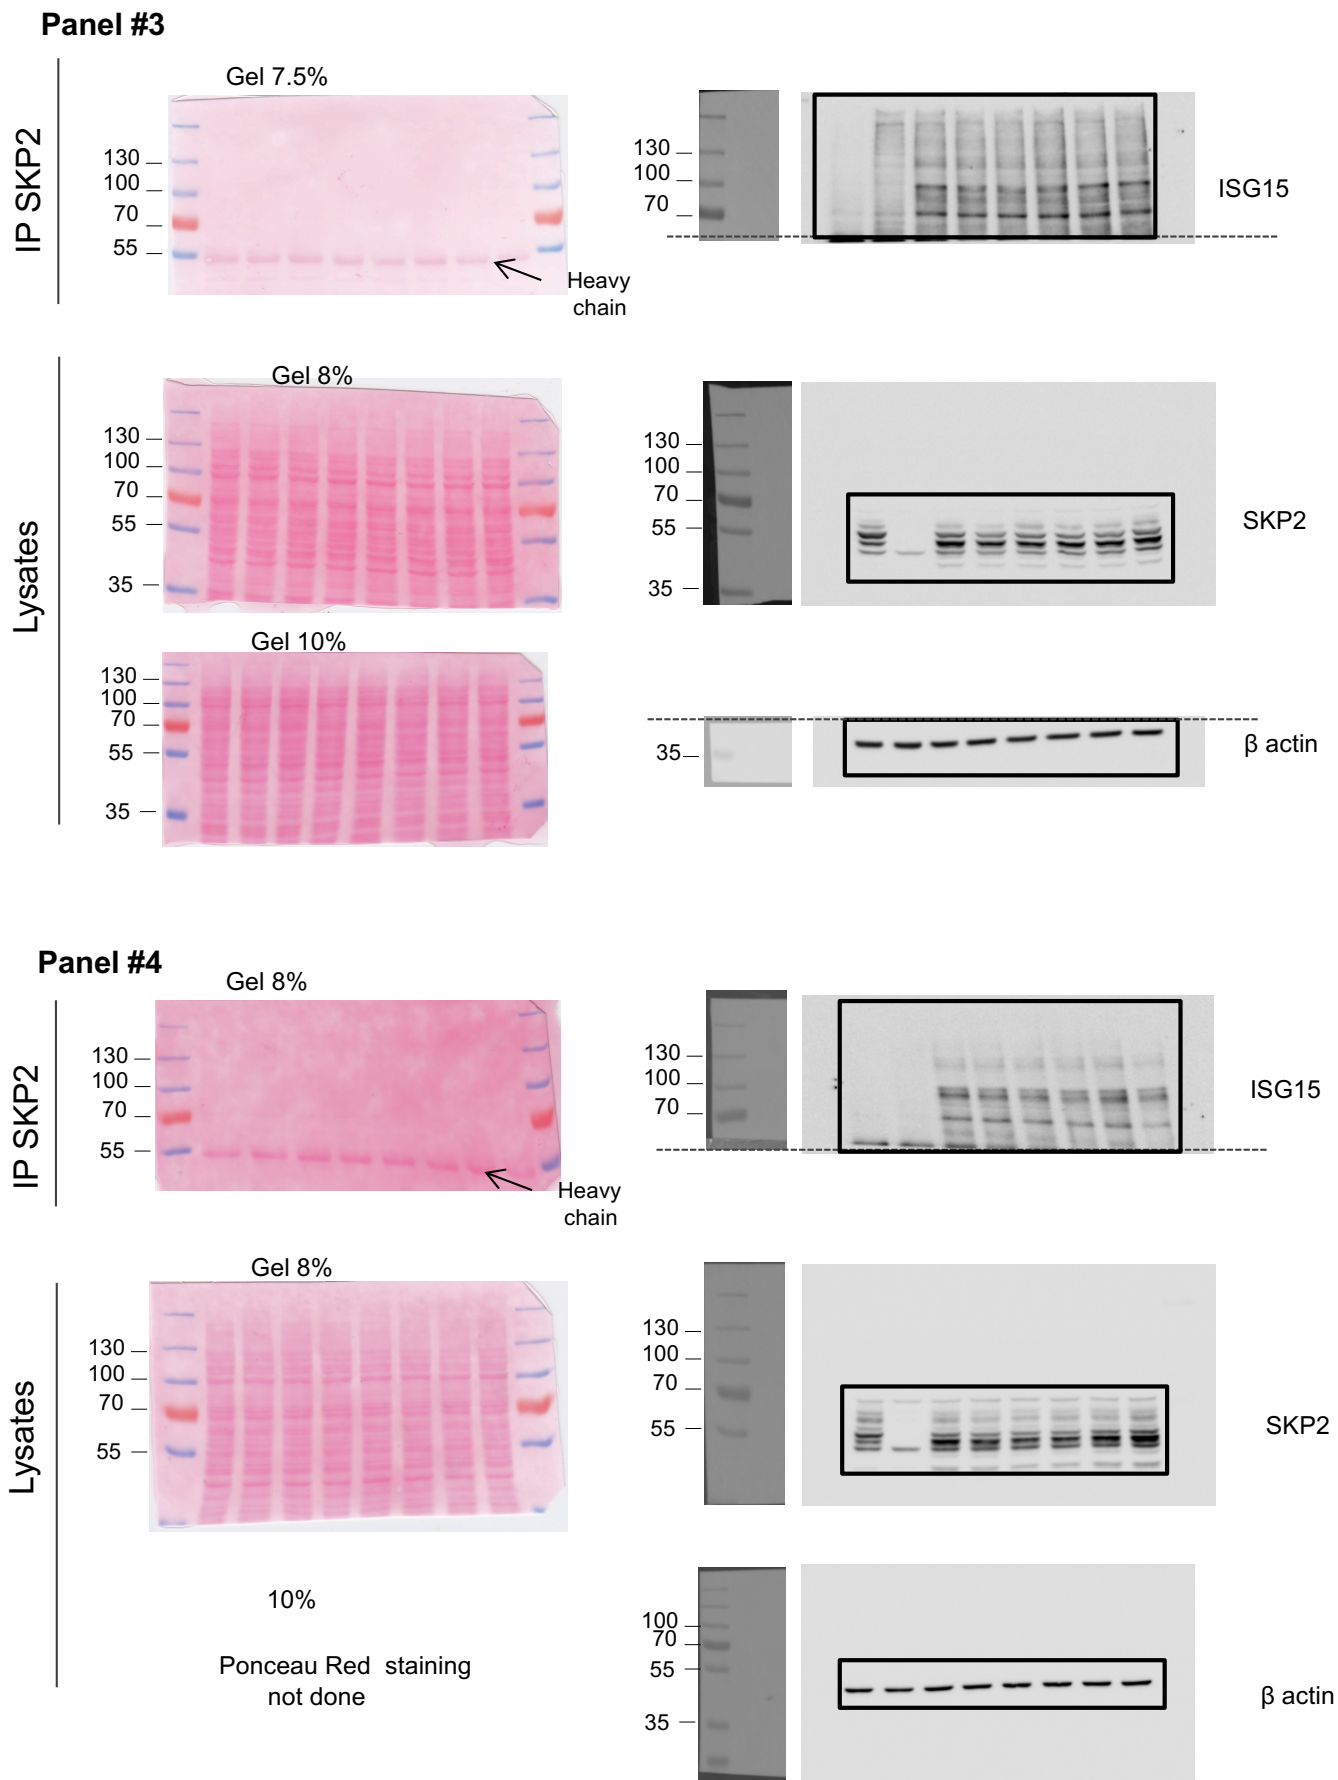 Panel #3
IP SKP2
Gel 7.5%
130
100
70
55
Heavy
chain
130
100
70
ISG15
Lysates
Gel 8%
130
100
70
55
35
130
100
70
55
35
SKP2
Gel 10%
130
100
70
55
35
35
β actin
Panel #4
IP SKP2
Gel 8%
130
100
70
55
Heavy
chain
130
100
70
ISG15
Lysates
Gel 8%
130
100
70
55
130
100
70
55
SKP2
10%
Ponceau Red staining
not done
100
70
55
35
β actin